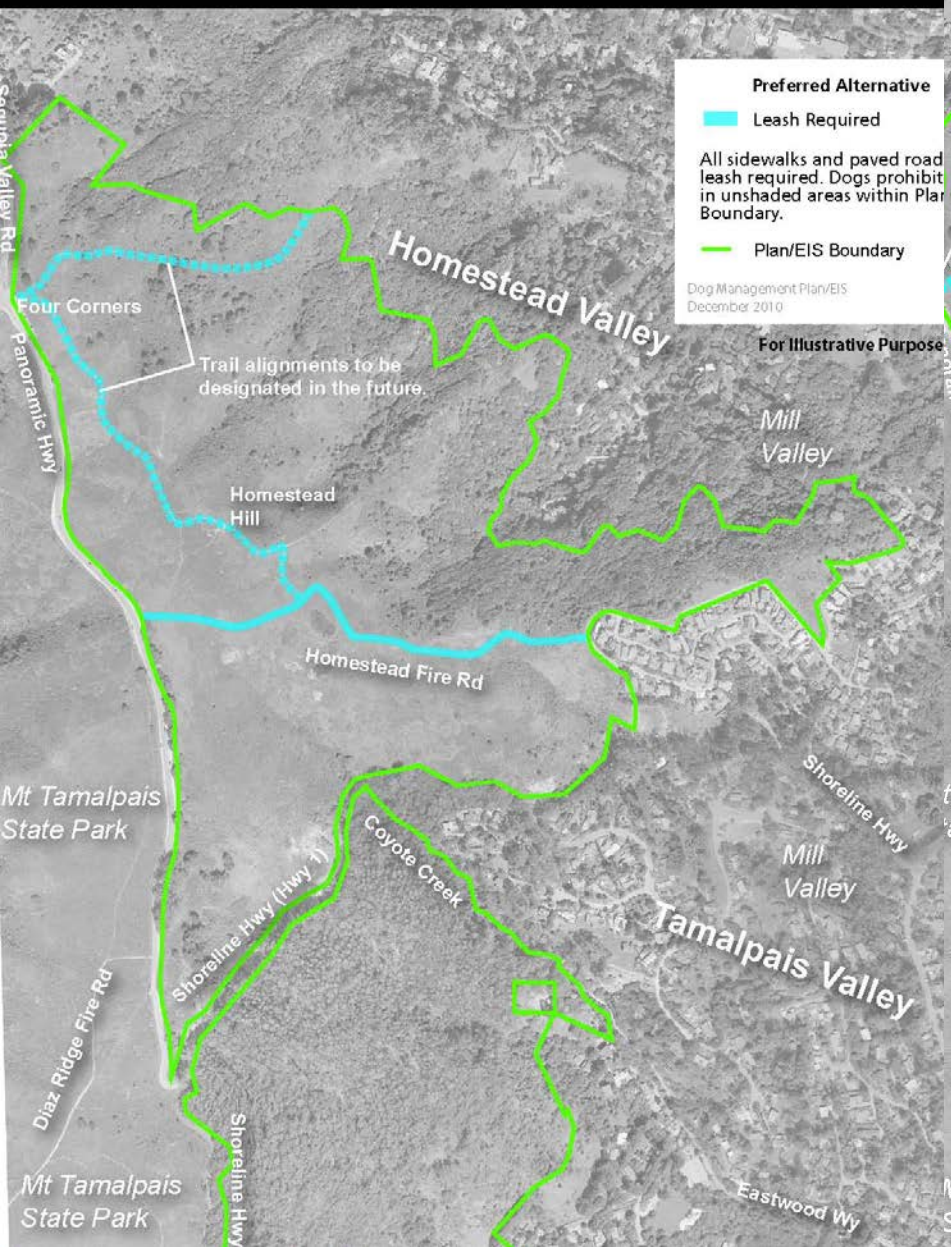 Preferred Alternative
Leash Required
All sidewalks and paved road
leash required. Dogs prohibit
in unshaded areas within Plan
Boundary.
Plan/EIS Boundary
Dog Management Plan/EIS
December 2010
For Illustrative Purpose
Sequoia Valley Rd
Homestead Valley
Four Corners
Panoramic Hwy
Trail alignments to be
designated in the future.
Mill
Valley
Homestead
Hill
Homestead Fire Rd
Mt Tamalpais
State Park
Shoreline Hwy
Coyote Creek
Shoreline Hwy (Hwy 1)
Mill
Valley
Tamalpais Valley
Diaz Ridge Fire Rd
Shoreline Hwy
Mt Tamalpais
State Park
Eastwood Wy